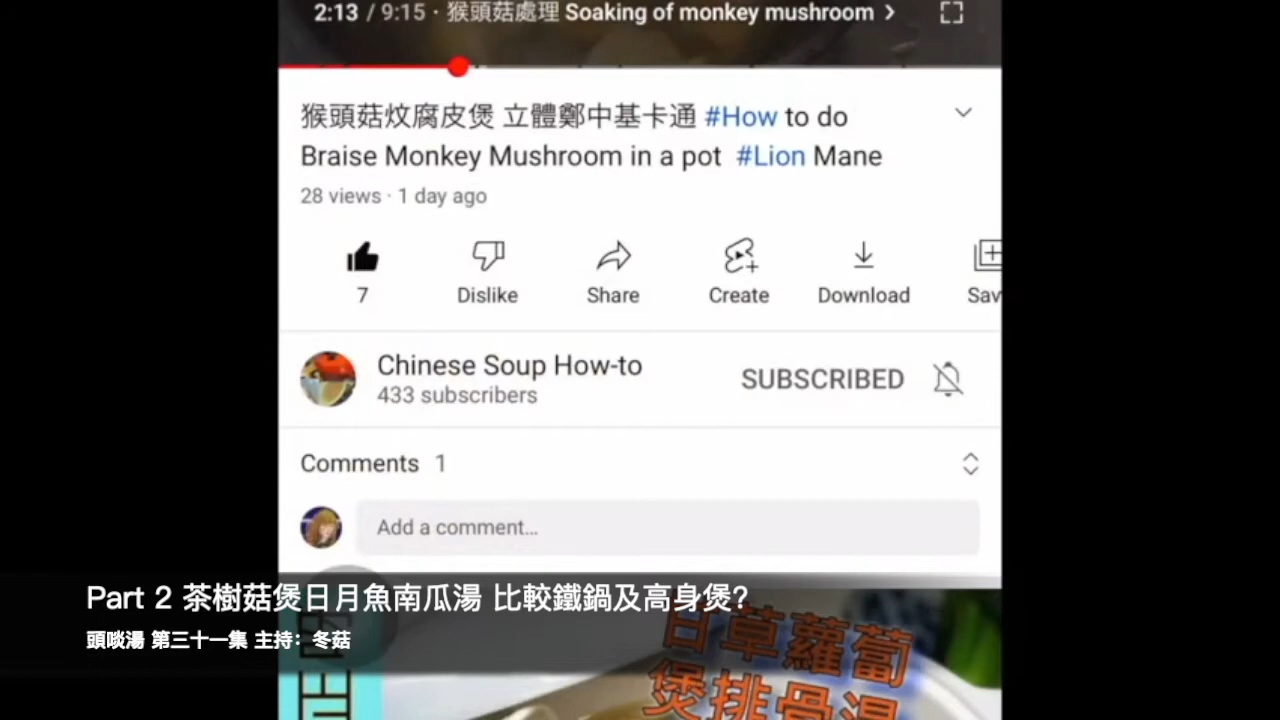 2:13 / 9:15 · 猴頭菇處理 Soaking of monkey mushroom
猴頭菇炆腐皮煲 立體鄭中基卡通 #How to do
Braise Monkey Mushroom in a pot #Lion Mane
28 views · 1 day ago
7
Dislike
Share
Create
Download
Sav
Chinese Soup How-to
433 subscribers
SUBSCRIBED
Comments 1
Add a comment...
Part 2 茶樹菇煲日月魚南瓜湯 比較鐵鍋及高身煲?
頭啖湯 第三十一集 主持：冬菇
甘草蘿蔔
煲排骨湯